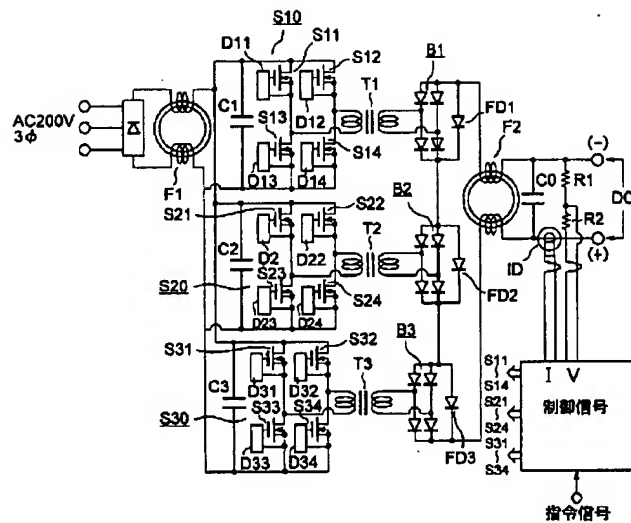 S10
D11
S11
S12
B1
T1
F2
AC200V
3φ
C1
D12
FD1
S13
S14
(-)
F1
D13
D14
C0
R1
DC
S21
S22
B2
R2
D2
D22
T2
ID
(+)
C2
S23
FD2
S20
S24
D23
D24
S31
S32
B3
T3
C3
D31
D32
S11
S14
I V
S30
S33
S34
S21
S24
制御信号
D33
D34
FD3
S31
S34
指令信号